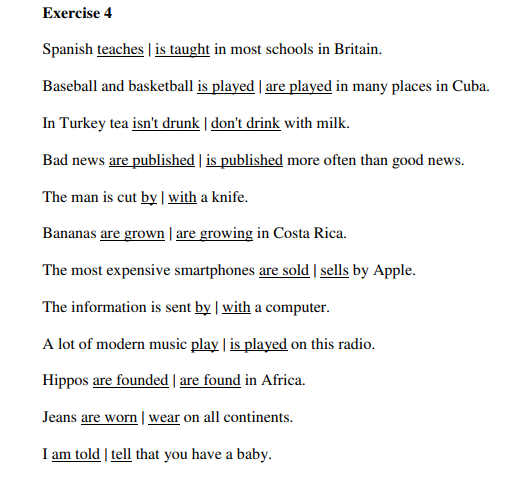 Exercise 4
Spanish teaches | is taught in most schools in Britain.
Baseball and basketball is played | are played in many places in Cuba.
In Turkey tea isn't drunk | don't drink with milk.
Bad news are published | is published more often than good news.
The man is cut by | with a knife.
Bananas are grown | are growing in Costa Rica.
The most expensive smartphones are sold | sells by Apple.
The information is sent by | with a computer.
A lot of modern music play | is played on this radio.
Hippos are founded | are found in Africa.
Jeans are worn | wear on all continents.
I am told | tell that you have a baby.